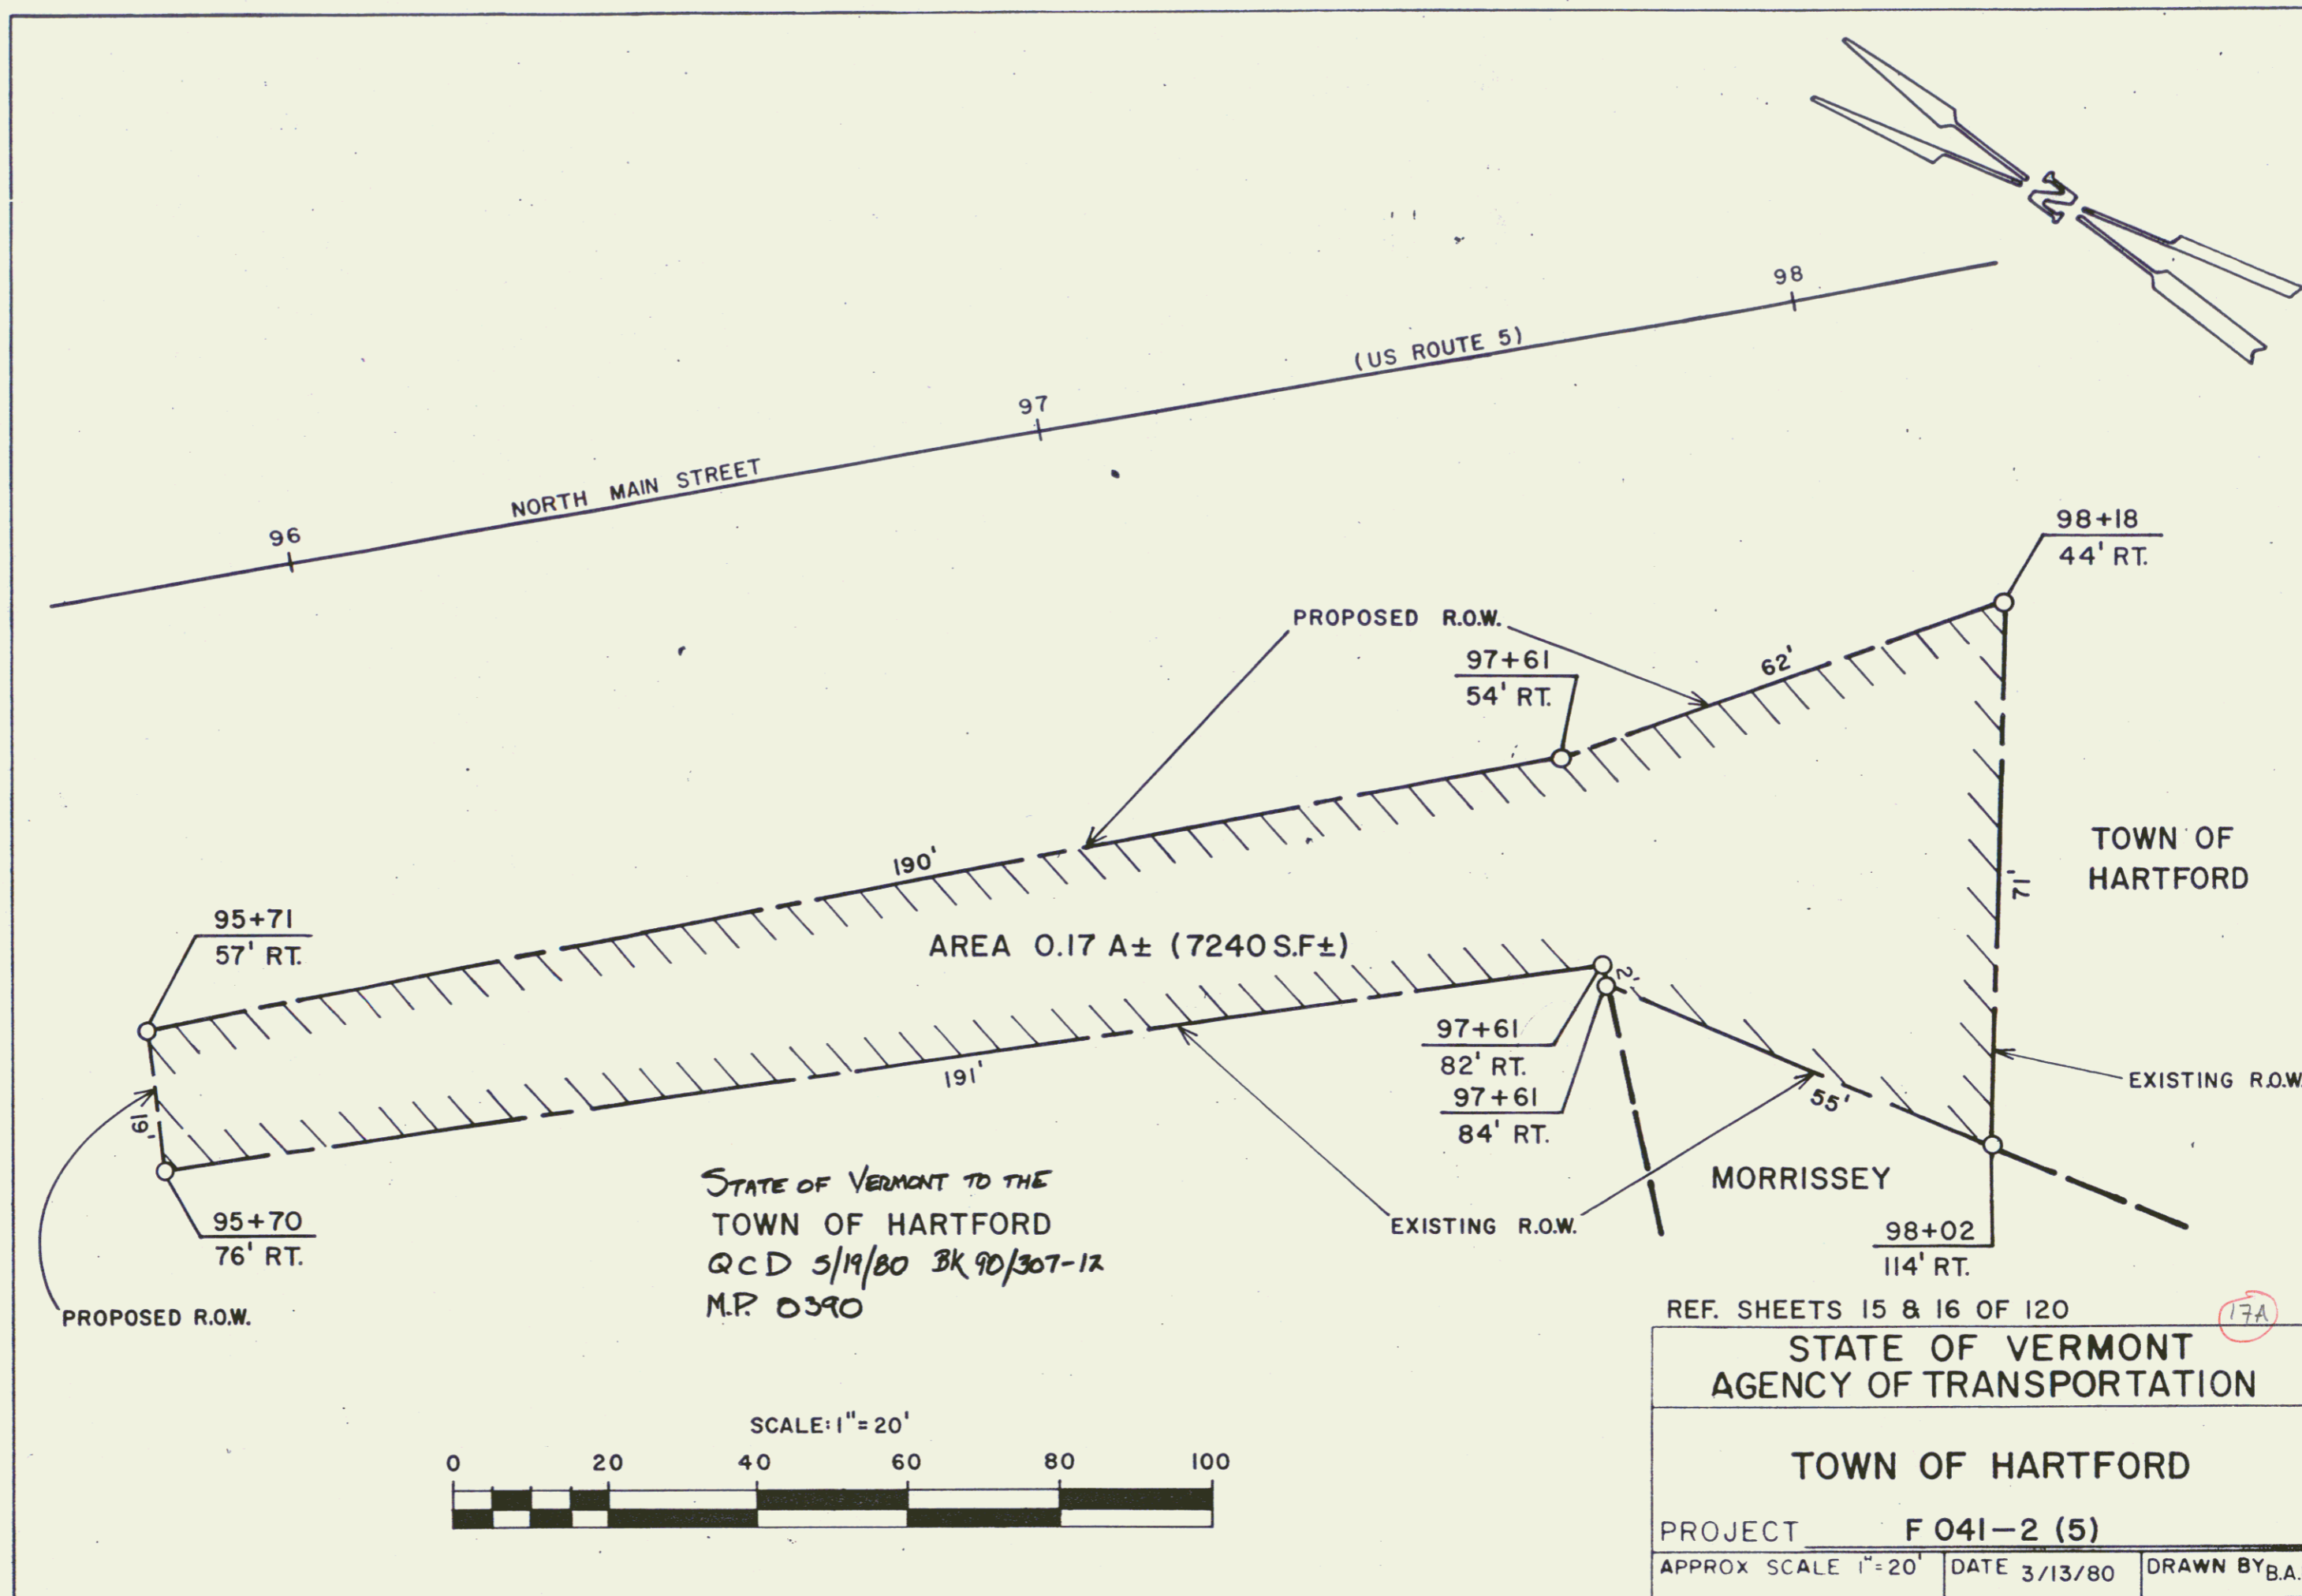 98
(US ROUTE 5)
97
NORTH MAIN STREET
96
N
98+18
44' RT.
PROPOSED R.O.W.
97+61
54' RT.
62'
190'
TOWN OF
HARTFORD
71'
95+71
57' RT.
AREA 0.17 A± (7240 S.F±)
2'
97+61
82' RT.
97+61
84' RT.
191'
EXISTING R.O.W.
55'
19'
STATE OF VERMONT TO THE
TOWN OF HARTFORD
QCD 5/19/80 BK 90/307-12
M.P. 0390
MORRISSEY
EXISTING R.O.W.
95+70
76' RT.
98+02
114' RT.
PROPOSED R.O.W.
REF. SHEETS 15 & 16 OF 120
17A
STATE OF VERMONT
AGENCY OF TRANSPORTATION
SCALE: 1"=20'
0 20 40 60 80 100
TOWN OF HARTFORD
PROJECT F 041-2 (5)
APPROX SCALE 1"=20' DATE 3/13/80 DRAWN BY B.A.